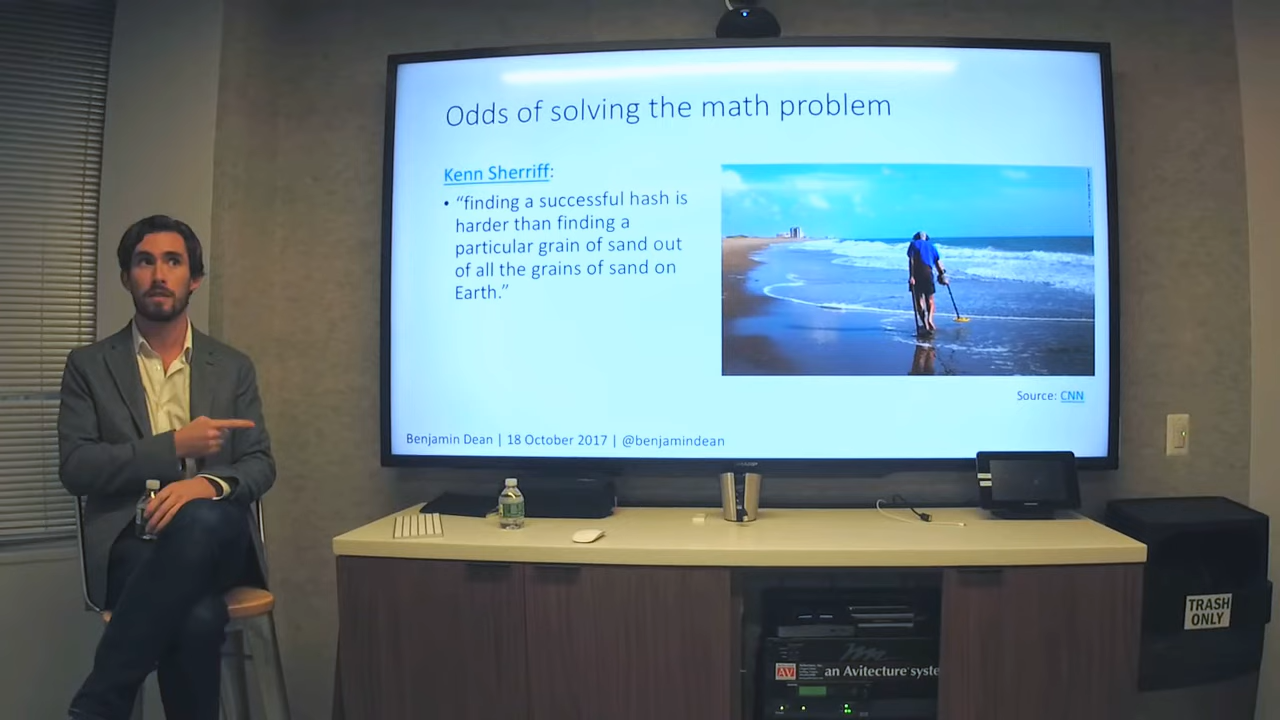 Odds of solving the math problem
Kenn Sherriff:
• “finding a successful hash is
harder than finding a
particular grain of sand out
of all the grains of sand on
Earth.”
Source: CNN
Benjamin Dean | 18 October 2017 | @benjamindean
SHARP
TRASH
ONLY
AV
an Avitecture syste